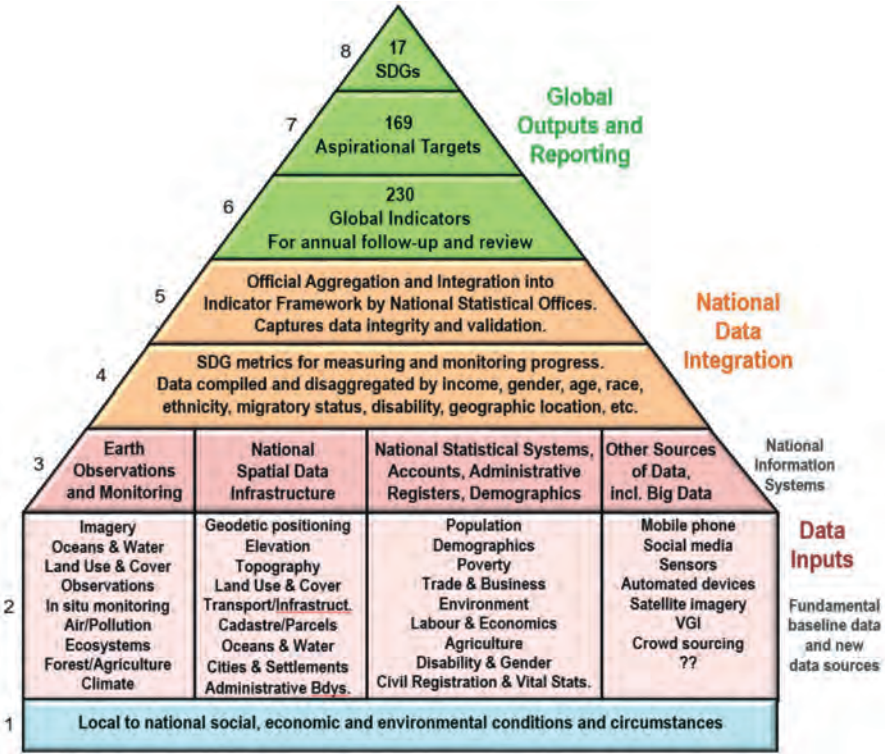 8
17
SDGs
7
169
Aspirational Targets
Global
Outputs and
Reporting
6
230
Global Indicators
For annual follow-up and review
5
Official Aggregation and Integration into
Indicator Framework by National Statistical Offices.
Captures data integrity and validation.
National
Data
Integration
4
SDG metrics for measuring and monitoring progress.
Data compiled and disaggregated by income, gender, age, race,
ethnicity, migratory status, disability, geographic location, etc.
3
Earth
Observations
and Monitoring
National
Spatial Data
Infrastructure
National Statistical Systems,
Accounts, Administrative
Registers, Demographics
Other Sources
of Data,
incl. Big Data
National
Information
Systems
2
Imagery
Oceans & Water
Land Use & Cover
Observations
In situ monitoring
Air/Pollution
Ecosystems
Forest/Agriculture
Climate
Geodetic positioning
Elevation
Topography
Land Use & Cover
Transport/Infrastruct.
Cadastre/Parcels
Oceans & Water
Cities & Settlements
Administrative Bdys.
Population
Demographics
Poverty
Trade & Business
Environment
Labour & Economics
Agriculture
Disability & Gender
Civil Registration & Vital Stats.
Mobile phone
Social media
Sensors
Automated devices
Satellite imagery
VGI
Crowd sourcing
??
Data
Inputs
Fundamental
baseline data
and new
data sources
1
Local to national social, economic and environmental conditions and circumstances